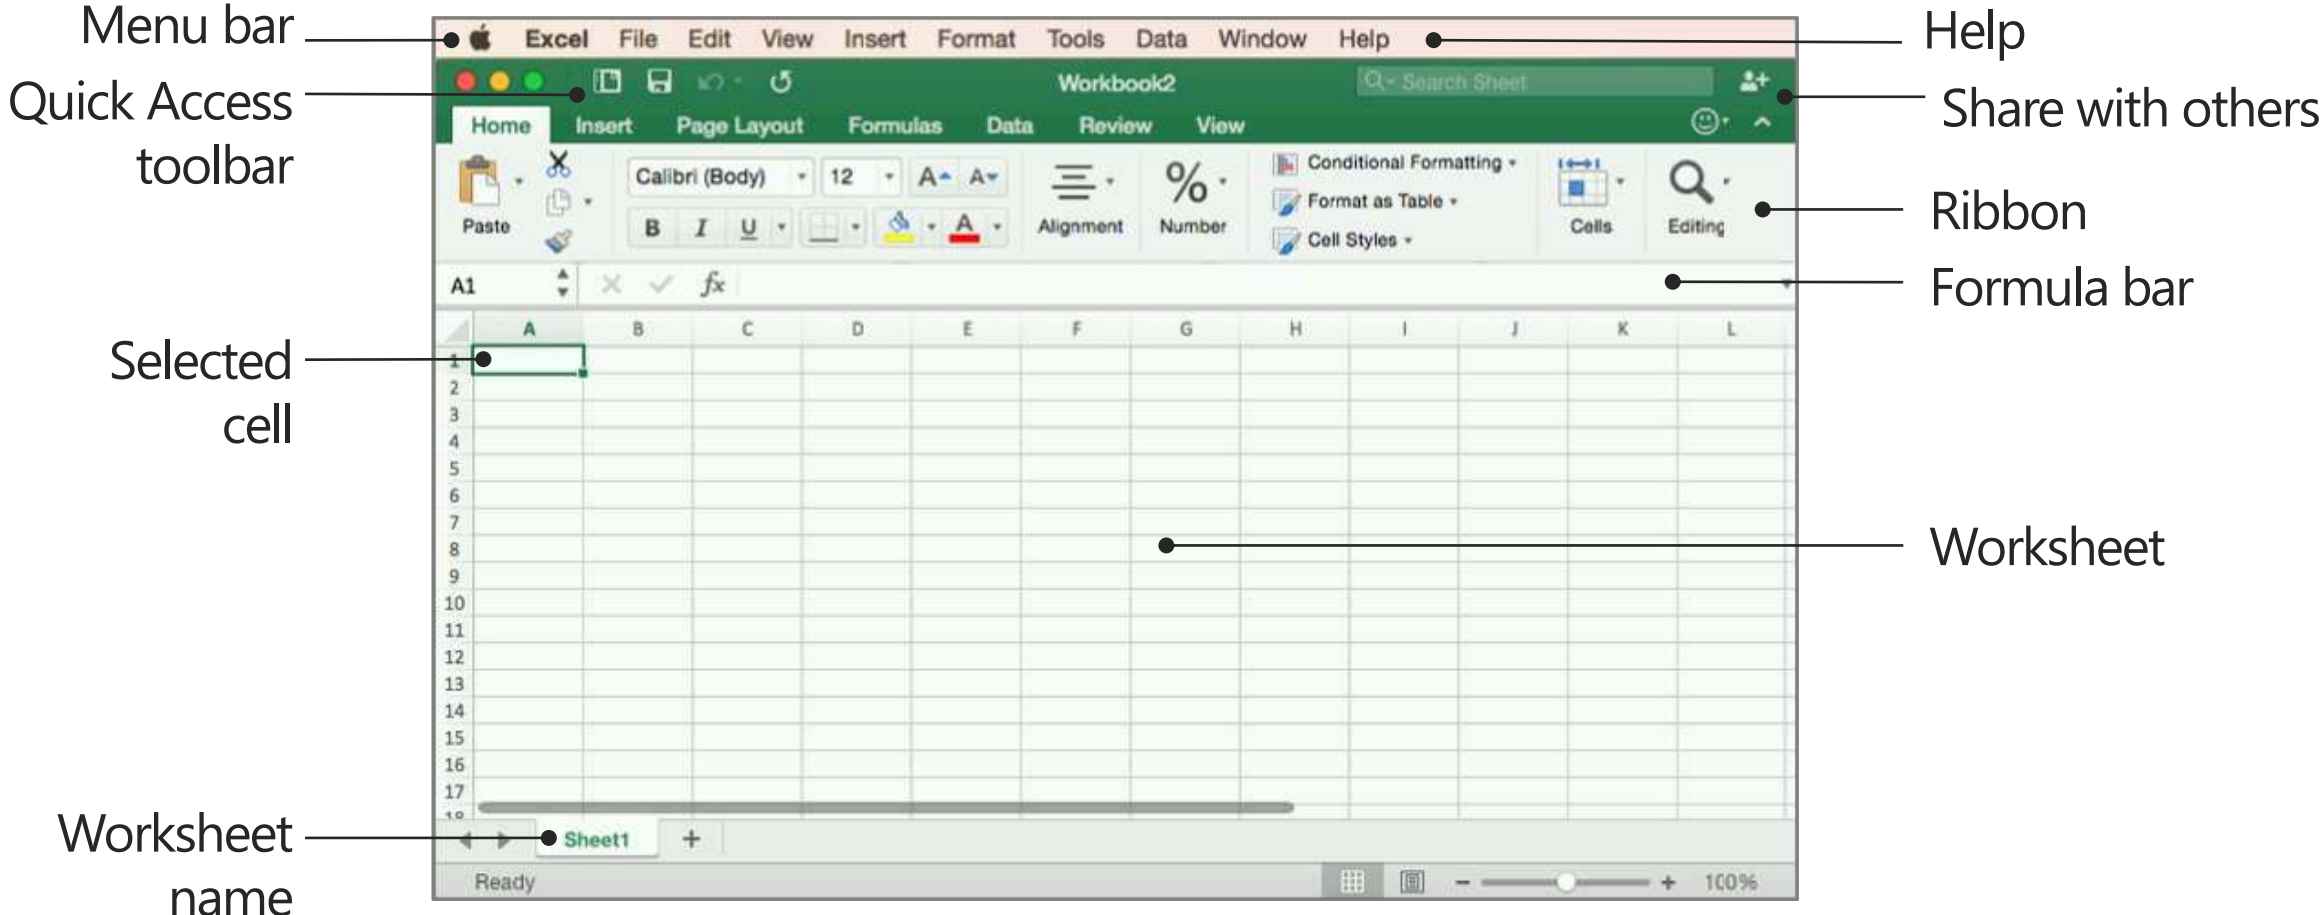 Menu bar
Quick Access
toolbar
Selected
cell
Worksheet
name
Help
Share with others
Ribbon
Formula bar
Worksheet
Excel File Edit View Insert Format Tools Data Window Help
Workbook2
Search Sheet
Home Insert Page Layout Formulas Data Review View
Calibri (Body) 12 A A % Conditional Formatting
Format as Table
B I U A
Paste Alignment Number Cell Styles Cells Editing
A1 fx
A B C D E F G H I J K L
1
2
3
4
5
6
7
8
9
10
11
12
13
14
15
16
17
18
Sheet1 +
Ready - + 100%